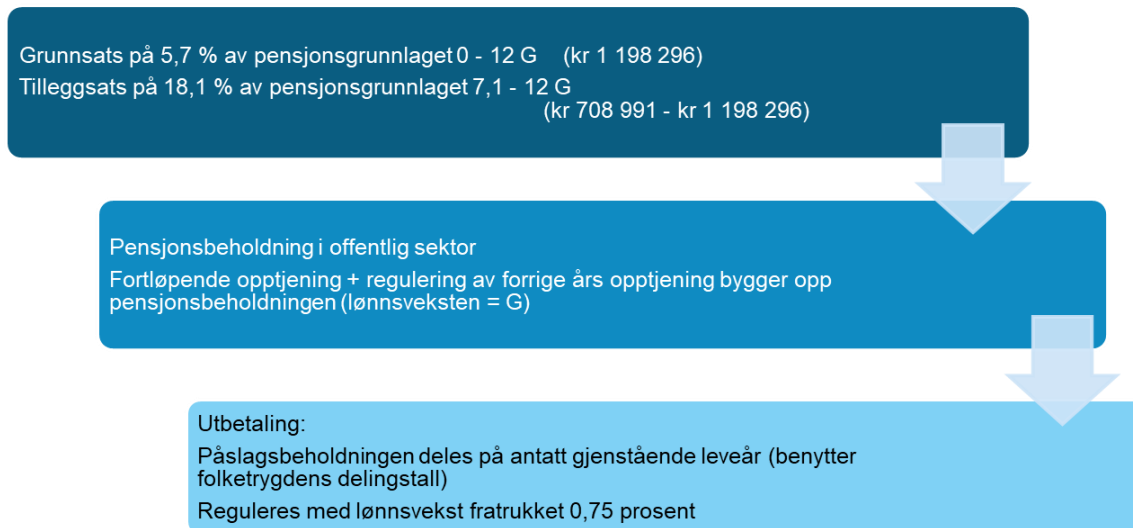 Grunnsats på 5,7 % av pensjonsgrunnlaget 0 - 12 G (kr 1 198 296)
Tilleggsats på 18,1 % av pensjonsgrunnlaget 7,1 - 12 G
(kr 708 991 - kr 1 198 296)
Pensjonsbeholdning i offentlig sektor
Fortløpende opptjening + regulering av forrige års opptjening bygger opp
pensjonsbeholdningen (lønnsveksten = G)
Utbetaling:
Påslagsbeholdningen deles på antatt gjenstående leveår (benytter
folketrygdens delingstall)
Reguleres med lønnsvekst fratrukket 0,75 prosent